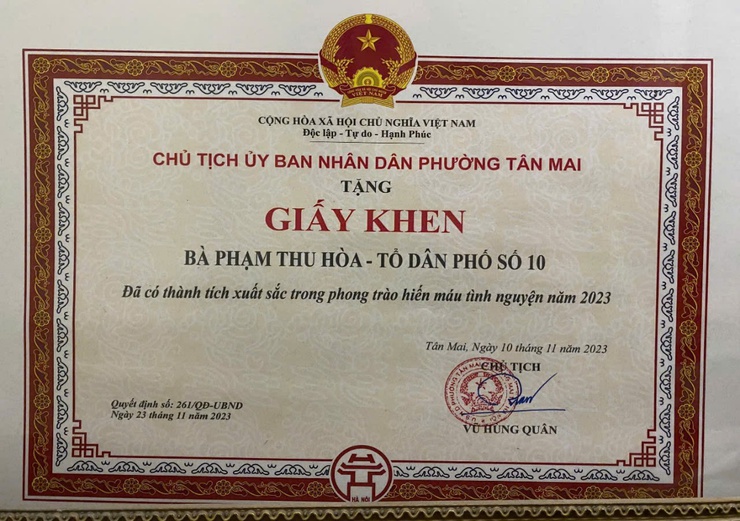 CỘNG HÒA XÃ HỘI CHỦ NGHĨA VIỆT NAM
Độc lập - Tự do - Hạnh Phúc
CHỦ TỊCH ỦY BAN NHÂN DÂN PHƯỜNG TÂN MAI
TẶNG
GIẤY KHEN
BÀ PHẠM THU HÒA - TỔ DÂN PHỐ SỐ 10
Đã có thành tích xuất sắc trong phong trào hiến máu tình nguyện năm 2023
Tân Mai, Ngày 10 tháng 11 năm 2023
CHỦ TỊCH
Quyết định số: 261/QĐ-UBND
Ngày 23 tháng 11 năm 2023
VŨ HÙNG QUÂN
HÀ NỘI